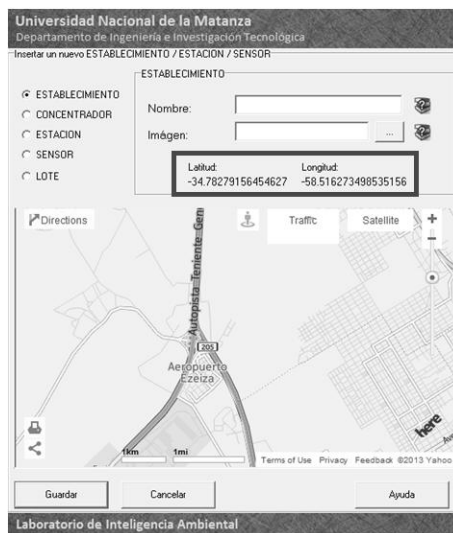 Universidad Nacional de la Matanza
Departamento de Ingeniería e Investigación Tecnológica
Insertar un nuevo ESTABLECIMIENTO / ESTACION / SENSOR
ESTABLECIMIENTO
ESTABLECIMIENTO
CONCENTRADOR
ESTACION
SENSOR
LOTE
Nombre:
Imágen:
...
Latitud: Longitud:
-34.78279156454627 -58.516273498535156
Directions
Traffic
Satellite
+
-
Autopista Teniente Gen
205
Aeropuerto
Ezeiza
here
1km 1mi
Terms of Use Privacy Feedback ©2013 Yahoo
Guardar Cancelar Ayuda
Laboratorio de Inteligencia Ambiental